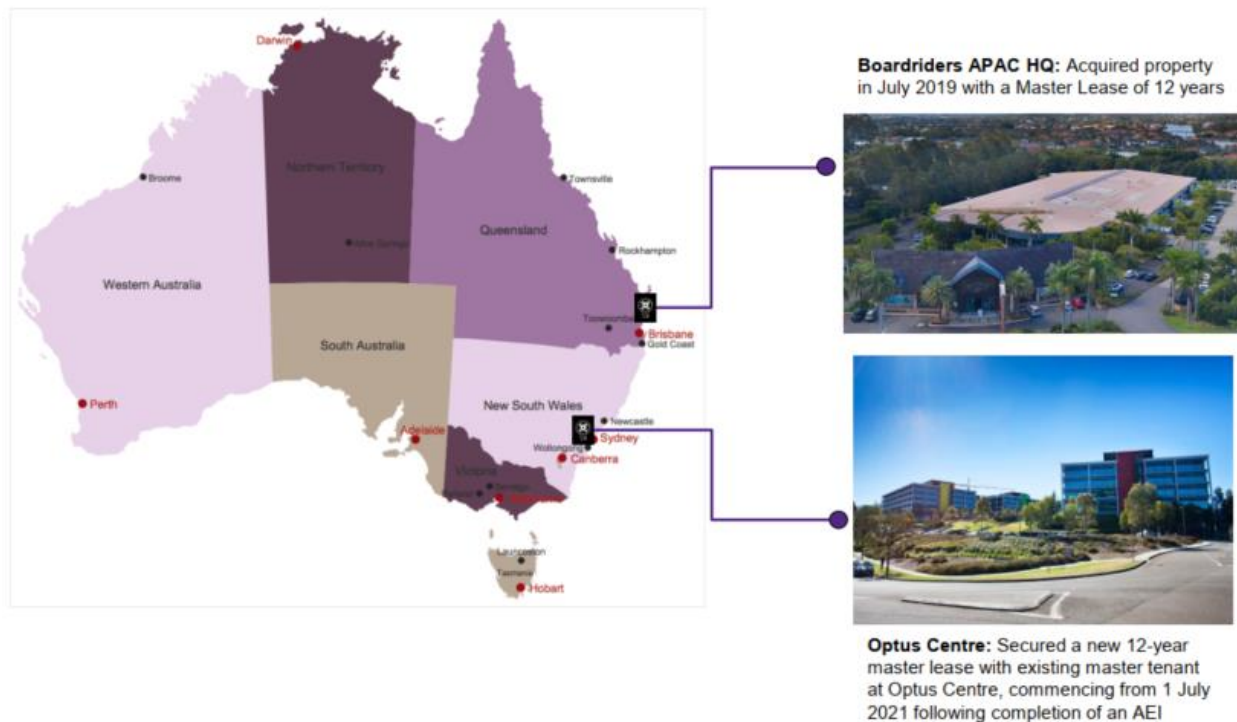 Darwin
Northern Territory
Broome
Alice Springs
Townsville
Queensland
Rockhampton
Western Australia
Toowoomba
Brisbane
Gold Coast
South Australia
Perth
New South Wales
Newcastle
Adelaide
Sydney
Wollongong
Canberra
Victoria
Bendigo
Launceston
Tasmania
Hobart
Boardriders APAC HQ: Acquired property
in July 2019 with a Master Lease of 12 years
Optus Centre: Secured a new 12-year
master lease with existing master tenant
at Optus Centre, commencing from 1 July
2021 following completion of an AEI